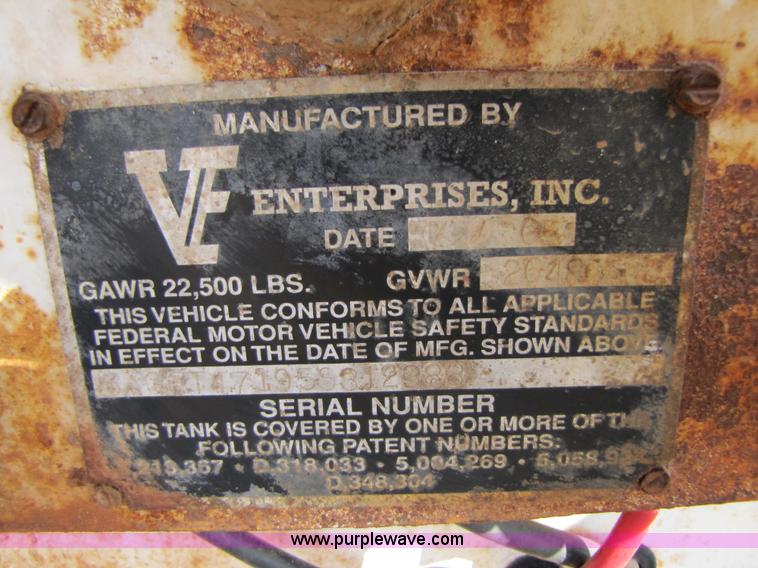 MANUFACTURED BY
VE ENTERPRISES, INC.
DATE
GAWR 22,500 LBS. GVWR
THIS VEHICLE CONFORMS TO ALL APPLICABLE
FEDERAL MOTOR VEHICLE SAFETY STANDARDS
IN EFFECT ON THE DATE OF MFG. SHOWN ABOVE.
SERIAL NUMBER
THIS TANK IS COVERED BY ONE OR MORE OF THE
FOLLOWING PATENT NUMBERS:
D.318,033 • 5,004,269
D.348,304
www.purplewave.com